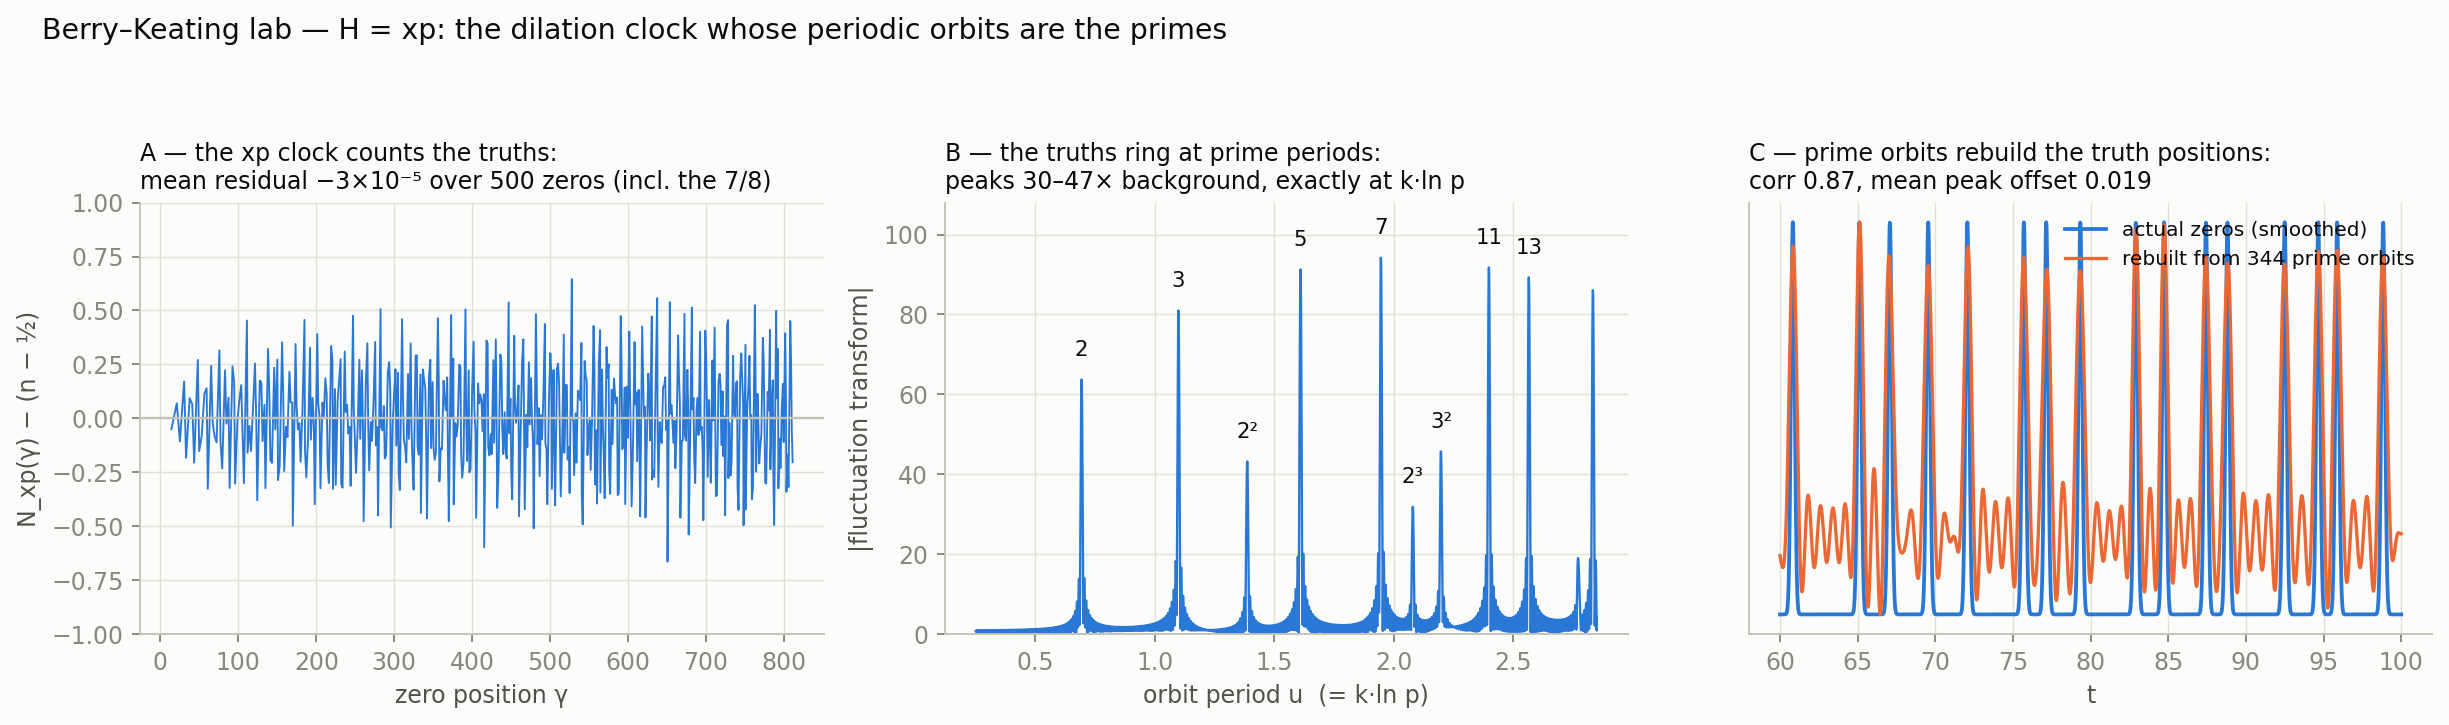 Berry–Keating lab — H = xp: the dilation clock whose periodic orbits are the primes
A — the xp clock counts the truths:
mean residual −3×10⁻⁵ over 500 zeros (incl. the 7/8)
N_xp(γ) − (n − ½)
1.00
0.75
0.50
0.25
0.00
−0.25
−0.50
−0.75
−1.00
0 100 200 300 400 500 600 700 800
zero position γ
B — the truths ring at prime periods:
peaks 30–47× background, exactly at k·ln p
|fluctuation transform|
100
80
60
40
20
0
2
3
2²
5
7
2³
3²
11
13
0.5 1.0 1.5 2.0 2.5
orbit period u (= k·ln p)
C — prime orbits rebuild the truth positions:
corr 0.87, mean peak offset 0.019
actual zeros (smoothed)
rebuilt from 344 prime orbits
60 65 70 75 80 85 90 95 100
t